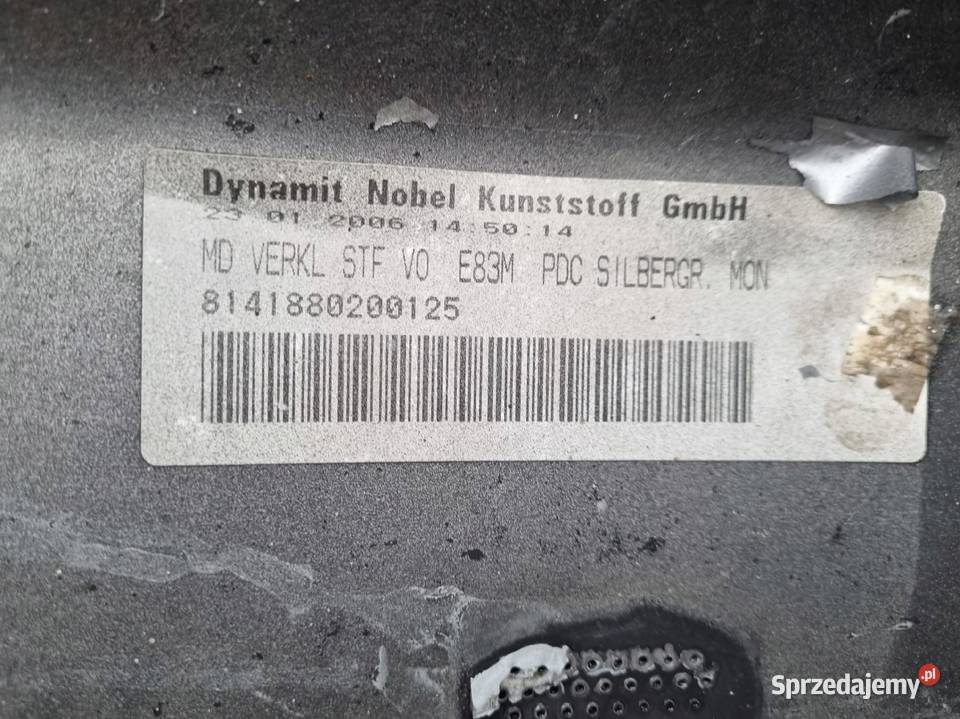 Dynamit Nobel Kunststoff GmbH
23 01 2006 14:50:14
MD VERKL STF VO E83M PDC SILBERGR. MON
8141880200125
Sprzedajemy.pl